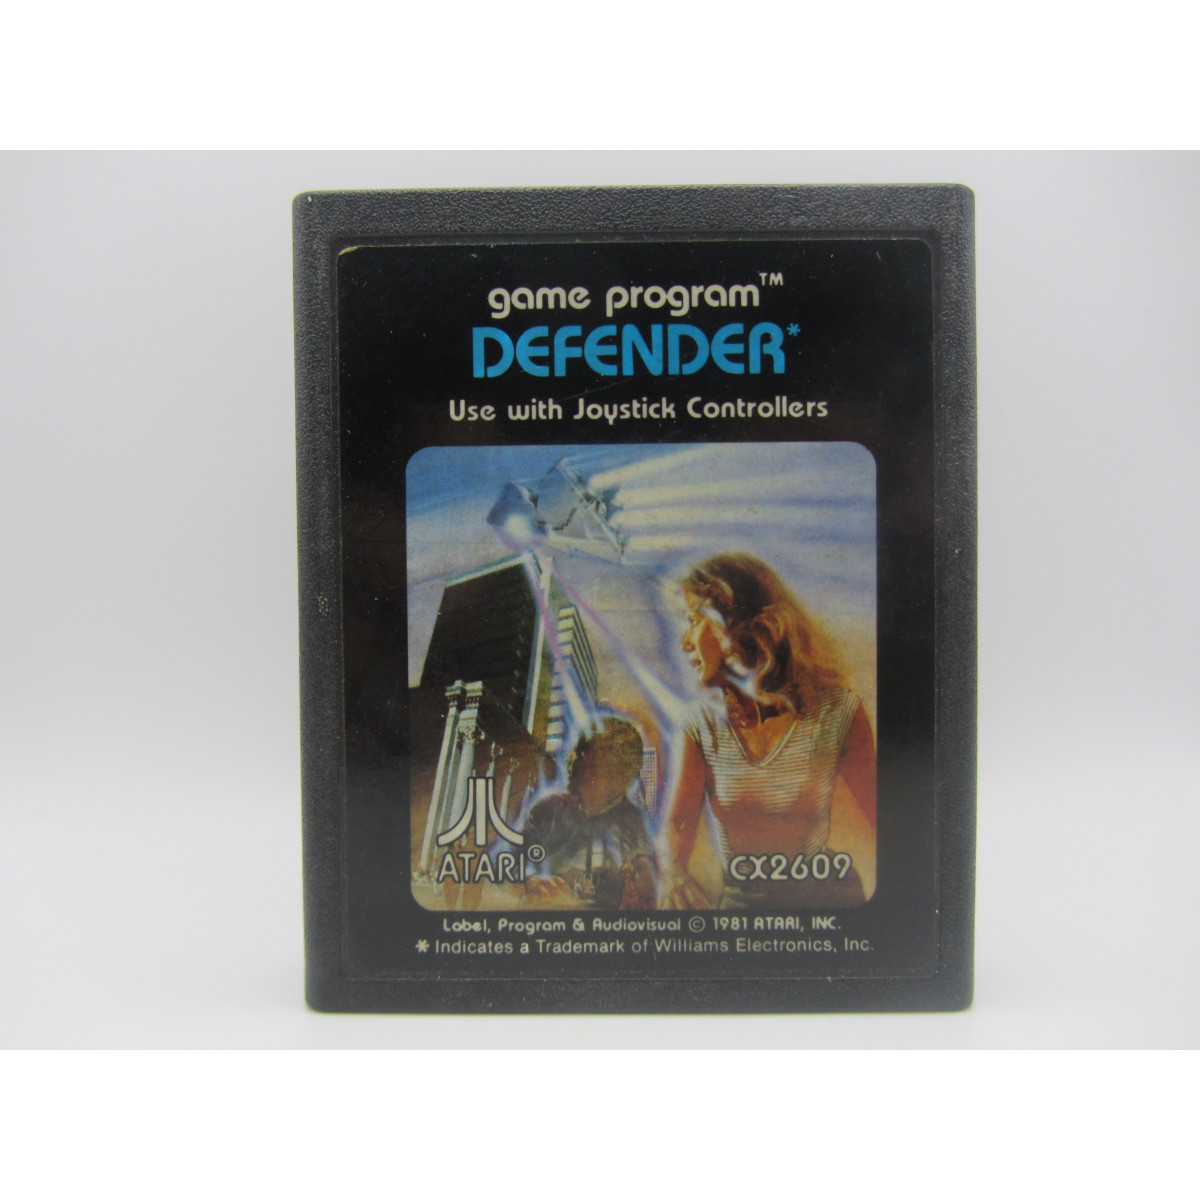 game program™
DEFENDER*
Use with Joystick Controllers
ATARI®
CX2609
Label, Program & Audiovisual © 1981 ATARI, INC.
* Indicates a Trademark of Williams Electronics, Inc.